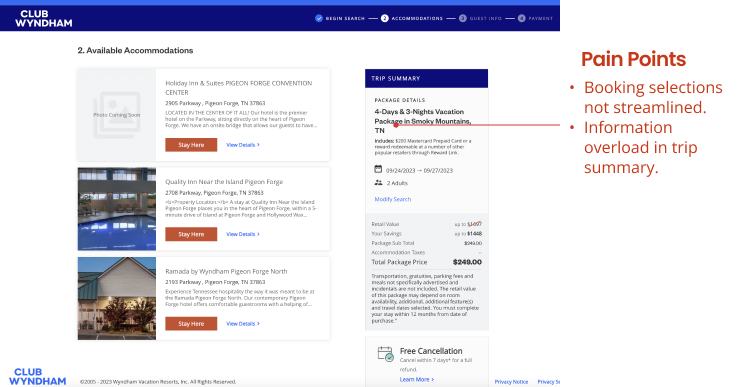 CLUB
WYNDHAM
BEGIN SEARCH
2 ACCOMMODATIONS
3 GUEST INFO
4 PAYMENT
2. Available Accommodations
Photo Coming Soon
Holiday Inn & Suites PIGEON FORGE CONVENTION
CENTER
2905 Parkway , Pigeon Forge, TN 37863
LOCATED IN THE CENTER OF IT ALL! Our hotel is the premier
hotel on the Parkway, sitting directly on the heart of Pigeon
Forge. We have an onsite bridge that allows our guests to have...
Stay Here
View Details >
Quality Inn Near the Island Pigeon Forge
2708 Parkway, Pigeon Forge, TN 37863
<b>Property Location:</b> A stay at Quality Inn Near the Island
Pigeon Forge places you in the heart of Pigeon Forge, within a 5-
minute drive of Island at Pigeon Forge and Hollywood Wax...
Stay Here
View Details >
Ramada by Wyndham Pigeon Forge North
2193 Parkway , Pigeon Forge, TN 37863
Experience Tennessee hospitality the way it was meant to be at
the Ramada Pigeon Forge North. Our contemporary Pigeon
Forge hotel offers comfortable guestrooms with a helping of...
Stay Here
View Details >
TRIP SUMMARY
PACKAGE DETAILS
4-Days & 3-Nights Vacation
Package in Smoky Mountains,
TN
Includes: $200 Mastercard Prepaid Card or a
reward redeemable at a number of other
popular retailers through Reward Link.
09/24/2023 → 09/27/2023
2 Adults
Modify Search
Retail Value up to $1697
Your Savings up to $1448
Package Sub Total $249.00
Accommodation Taxes –
Total Package Price $249.00
Transportation, gratuities, parking fees and
meals not specifically advertised and
incidentals are not included. The retail value
of this package may depend on room
availability, additional, additional feature(s)
and travel dates selected. You must complete
your stay within 12 months from date of
purchase.*
Free Cancellation
Cancel within 7 days* for a full
refund.
Learn More >
Pain Points
• Booking selections
not streamlined.
• Information
overload in trip
summary.
CLUB
WYNDHAM
©2005 - 2023 Wyndham Vacation Resorts, Inc. All Rights Reserved.
Privacy Notice
Privacy Se